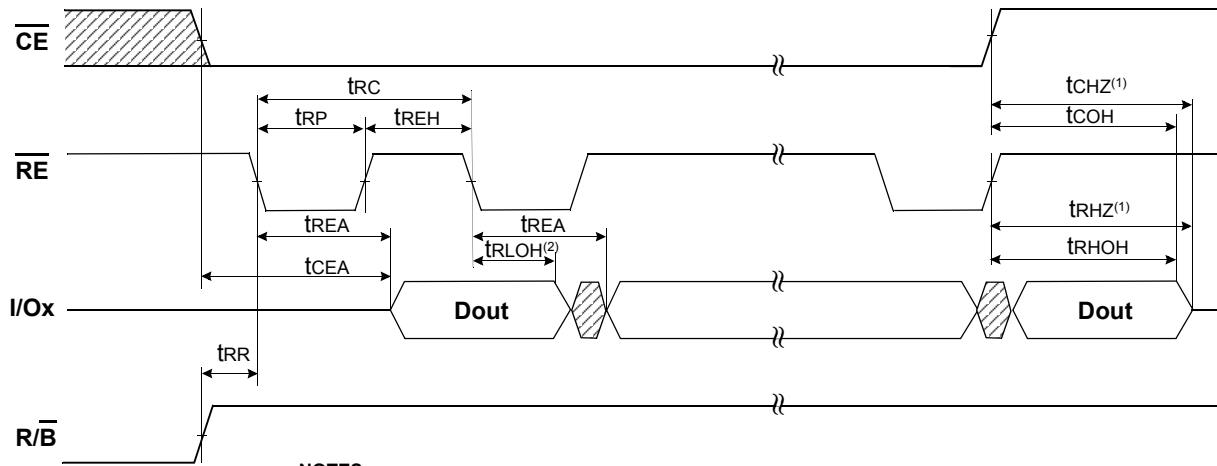 CE
tRC
tCHZ(1)
tRP
tREH
tCOH
RE
tREA
tREA
tRHZ(1)
tRLOH(2)
tCEA
tRHOH
I/Ox
Dout
Dout
tRR
R/B